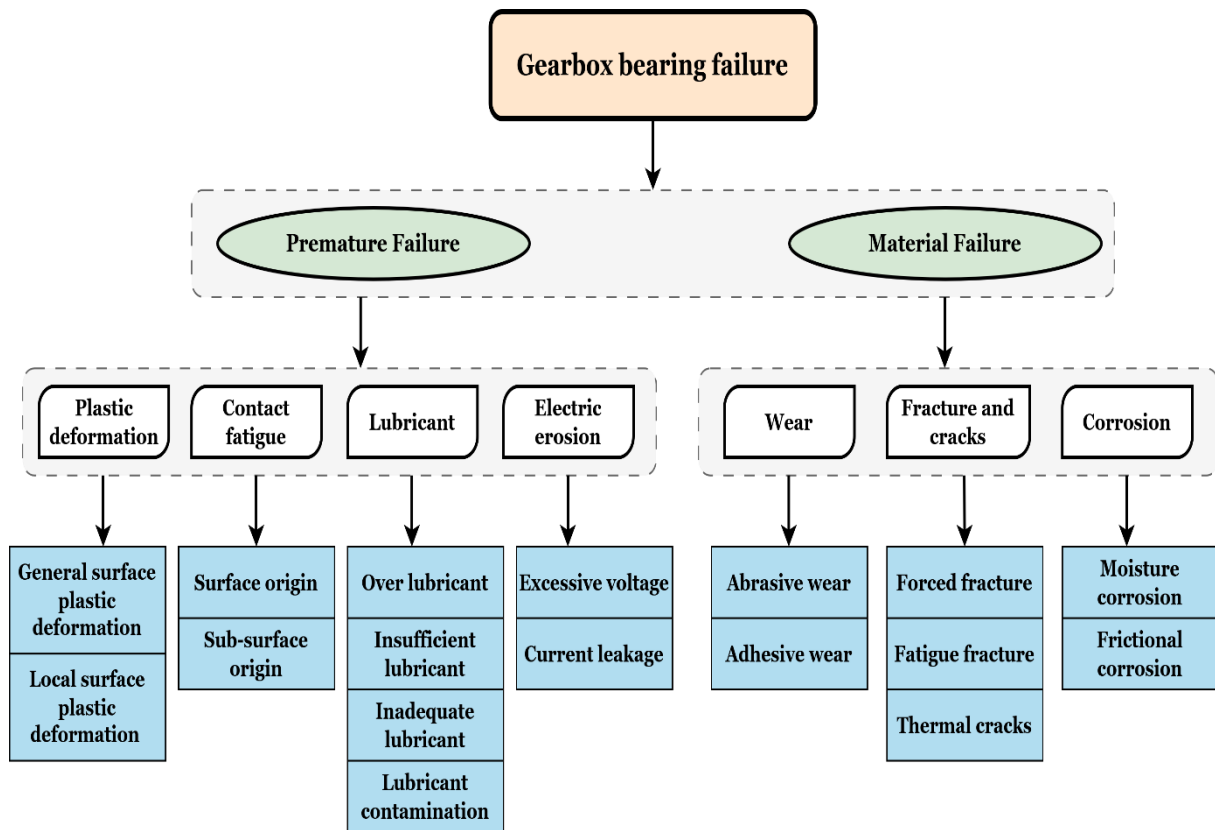 Gearbox bearing failure
Premature Failure
Material Failure
Plastic
deformation
Contact
fatigue
Lubricant
Electric
erosion
Wear
Fracture and
cracks
Corrosion
General surface
plastic
deformation
Local surface
plastic
deformation
Surface origin
Sub-surface
origin
Over lubricant
Insufficient
lubricant
Inadequate
lubricant
Lubricant
contamination
Excessive voltage
Current leakage
Abrasive wear
Adhesive wear
Forced fracture
Fatigue fracture
Thermal cracks
Moisture
corrosion
Frictional
corrosion